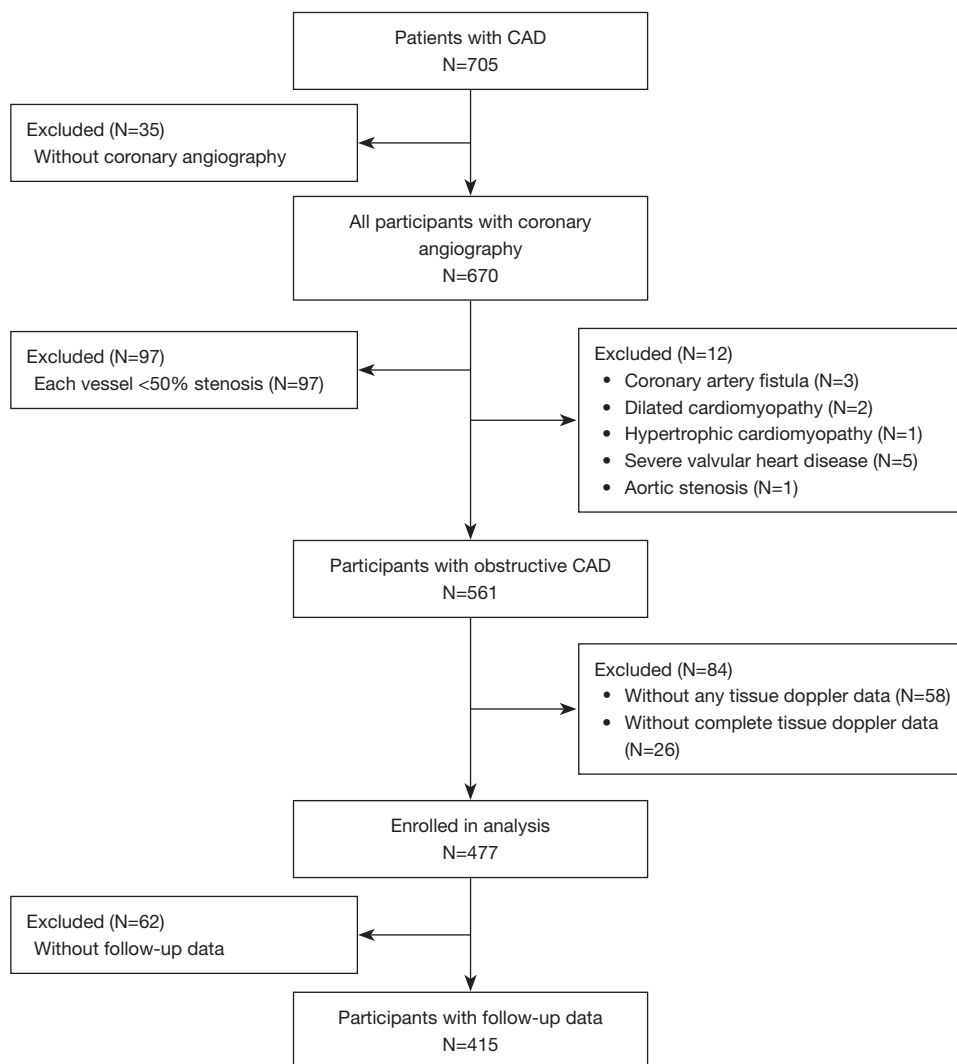 Patients with CAD
N=705
Excluded (N=35)
Without coronary angiography
All participants with coronary
angiography
N=670
Excluded (N=97)
Each vessel <50% stenosis (N=97)
Excluded (N=12)
• Coronary artery fistula (N=3)
• Dilated cardiomyopathy (N=2)
• Hypertrophic cardiomyopathy (N=1)
• Severe valvular heart disease (N=5)
• Aortic stenosis (N=1)
Participants with obstructive CAD
N=561
Excluded (N=84)
• Without any tissue doppler data (N=58)
• Without complete tissue doppler data
(N=26)
Enrolled in analysis
N=477
Excluded (N=62)
Without follow-up data
Participants with follow-up data
N=415